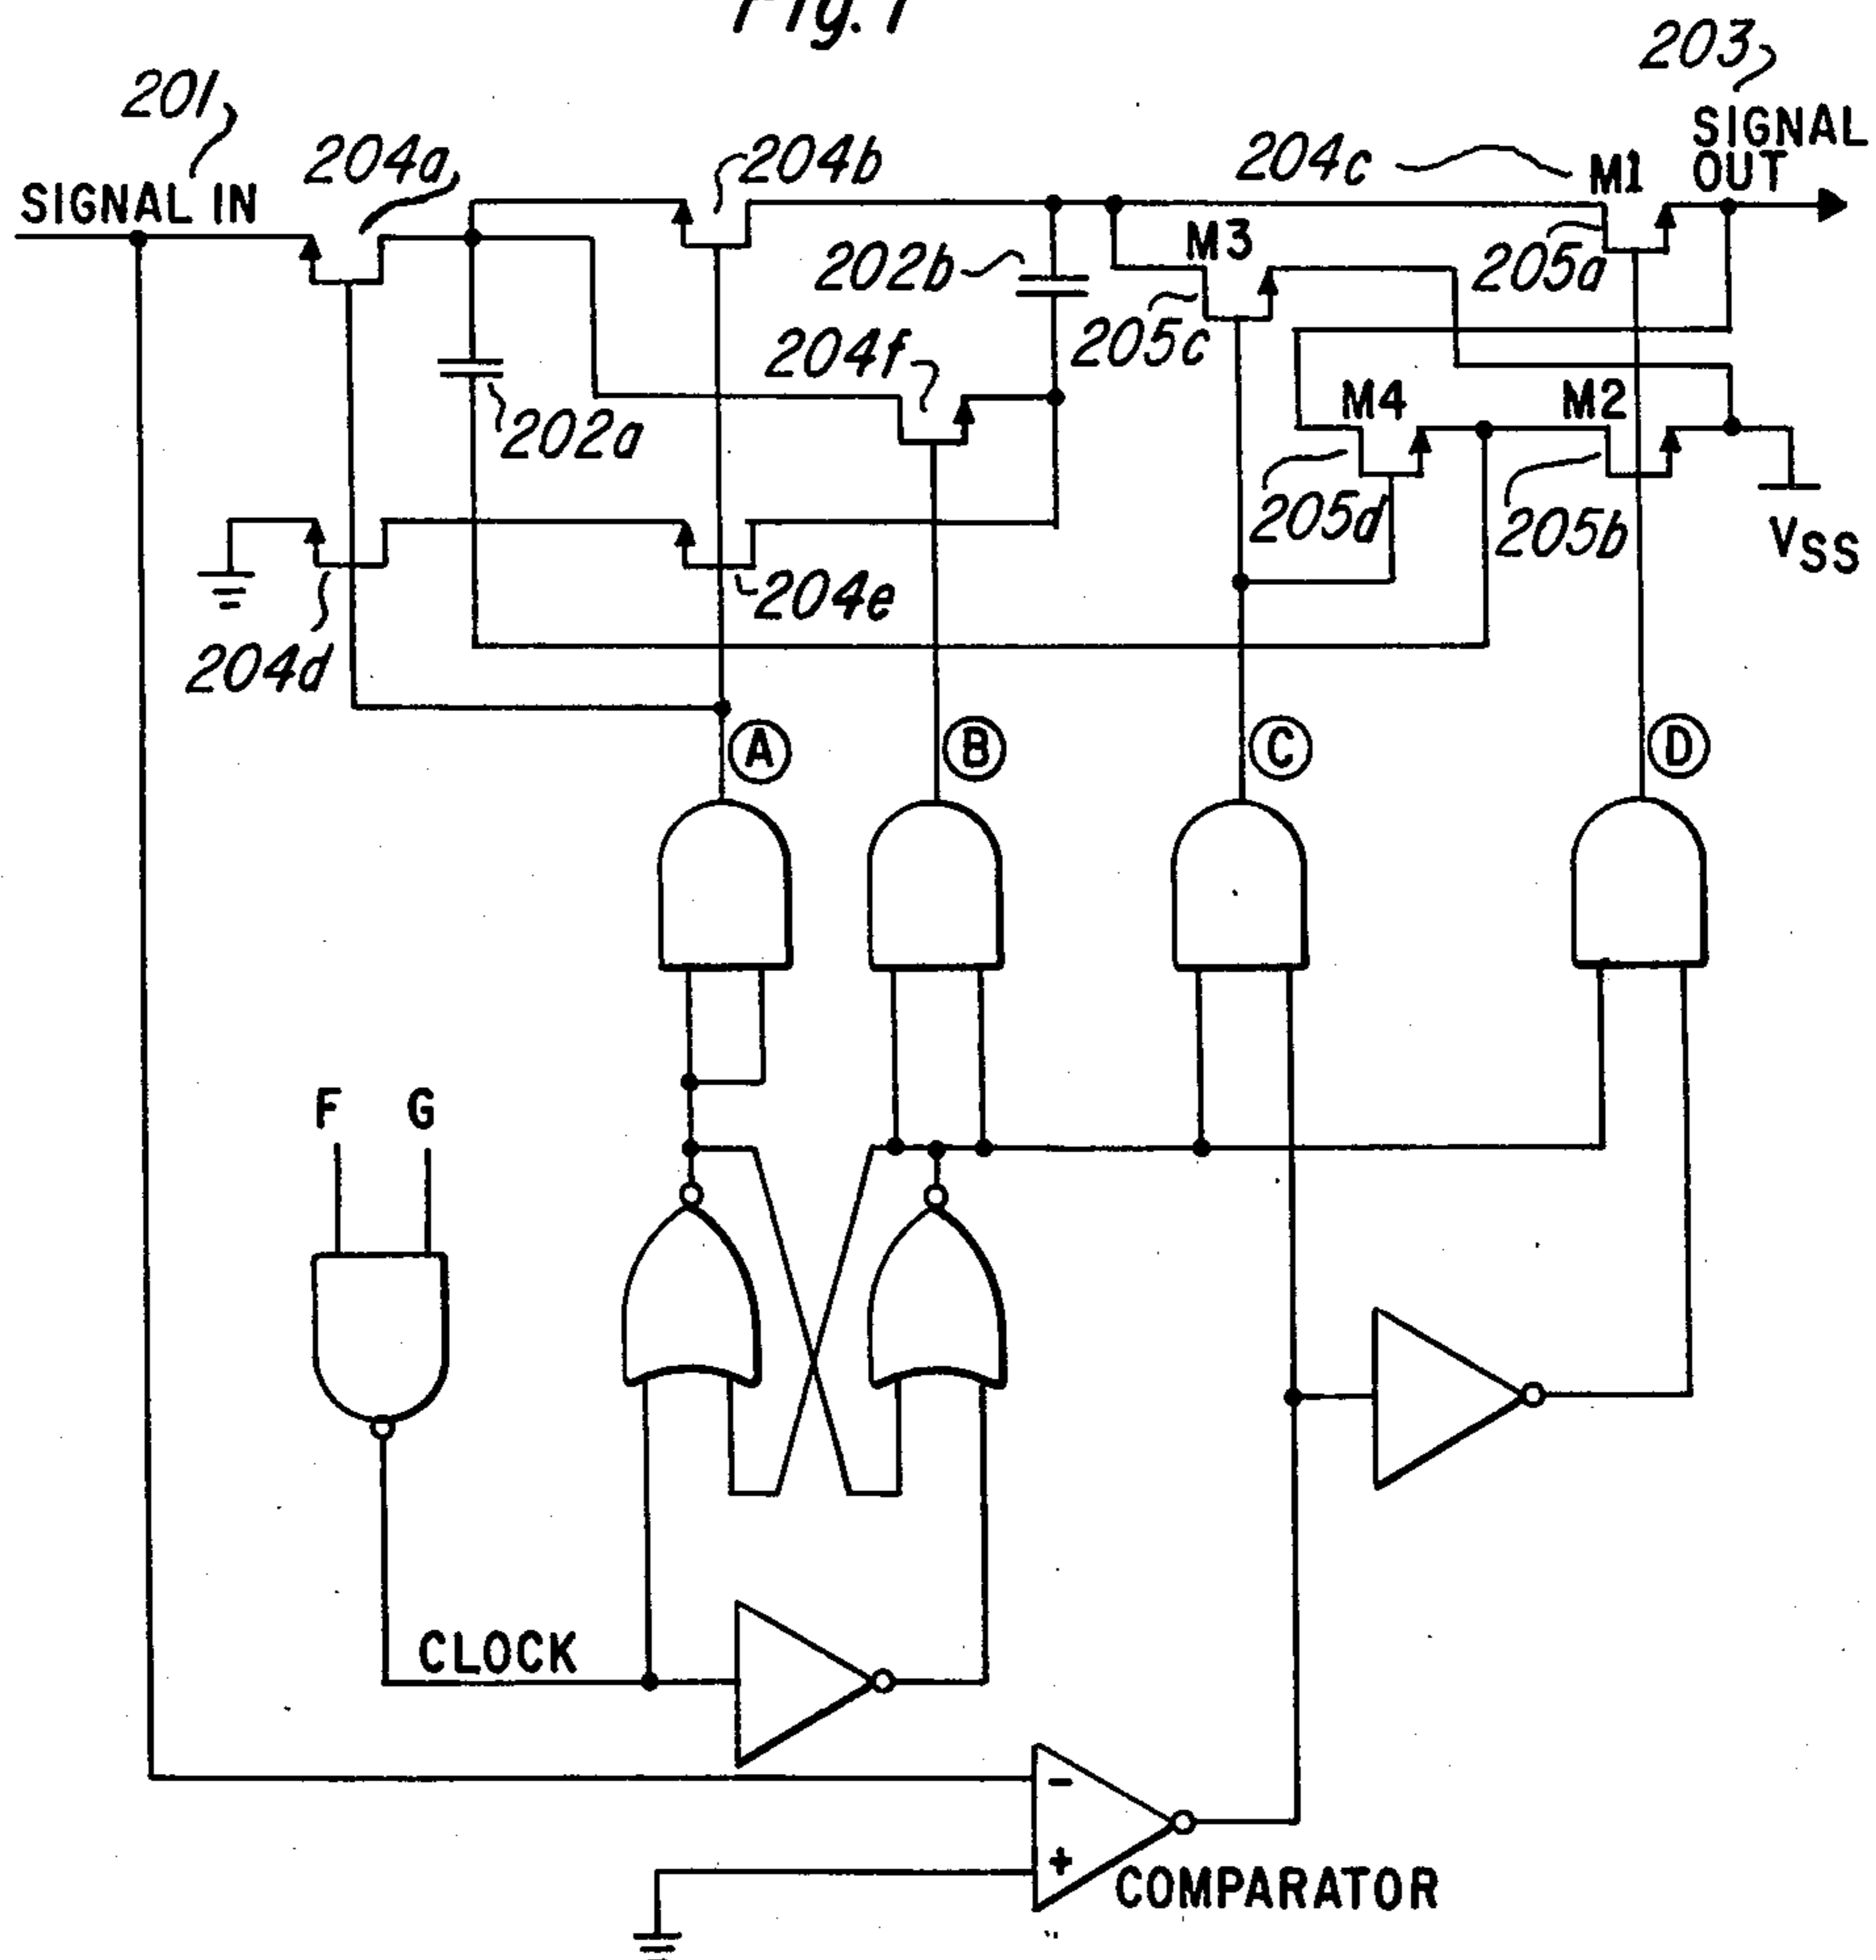 Fig. 1
201
203
SIGNAL IN
204a
204b
204c
M1
SIGNAL
OUT
202b
M3
205c
205a
204f
202a
M4
M2
205d
205b
VSS
204e
204d
A
B
C
D
F
G
CLOCK
-
+
COMPARATOR